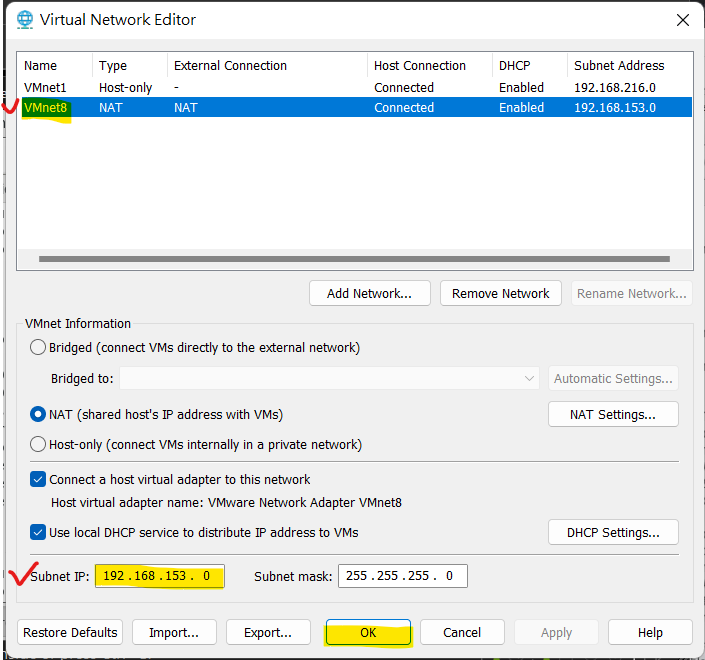 Virtual Network Editor
Name Type External Connection Host Connection DHCP Subnet Address
VMnet1 Host-only - Connected Enabled 192.168.216.0
VMnet8 NAT NAT Connected Enabled 192.168.153.0
Add Network... Remove Network Rename Network...
VMnet Information
Bridged (connect VMs directly to the external network)
Bridged to: Automatic Settings...
NAT (shared host's IP address with VMs) NAT Settings...
Host-only (connect VMs internally in a private network)
Connect a host virtual adapter to this network
Host virtual adapter name: VMware Network Adapter VMnet8
Use local DHCP service to distribute IP address to VMs DHCP Settings...
Subnet IP: 192 . 168 . 153 . 0 Subnet mask: 255 . 255 . 255 . 0
Restore Defaults Import... Export... OK Cancel Apply Help